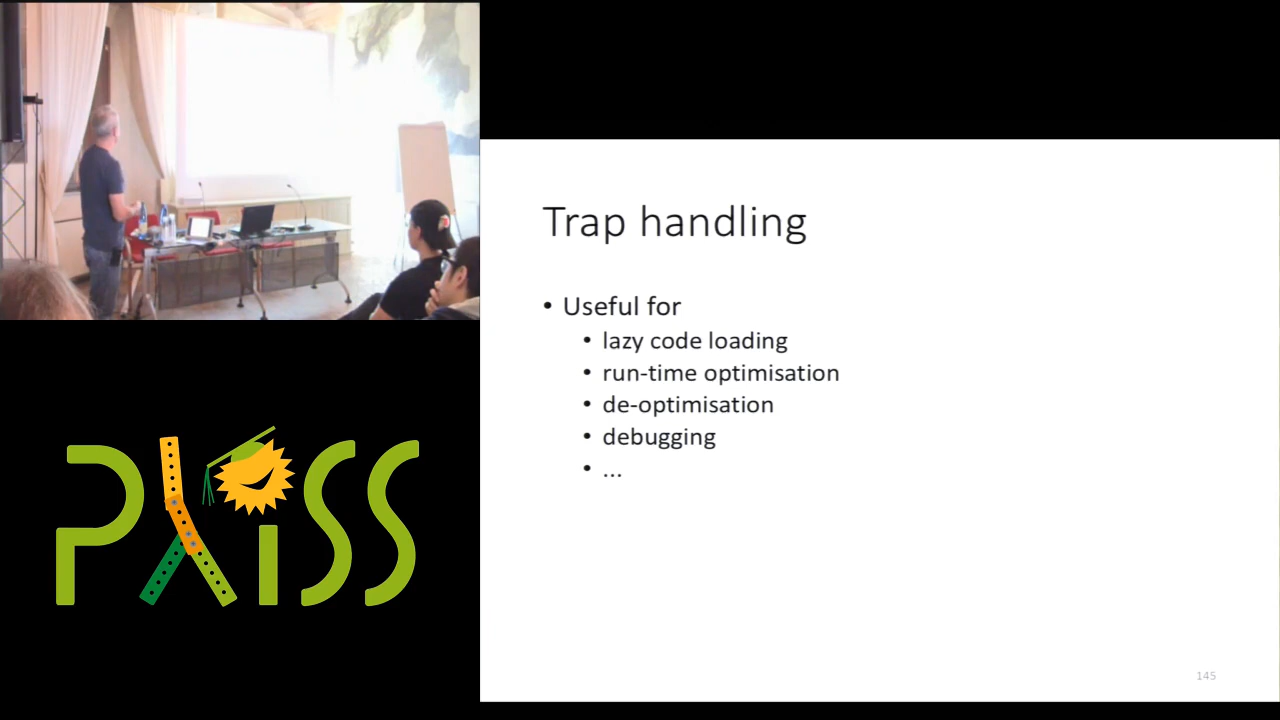 PLISS
Trap handling
• Useful for
• lazy code loading
• run-time optimisation
• de-optimisation
• debugging
• ...
145